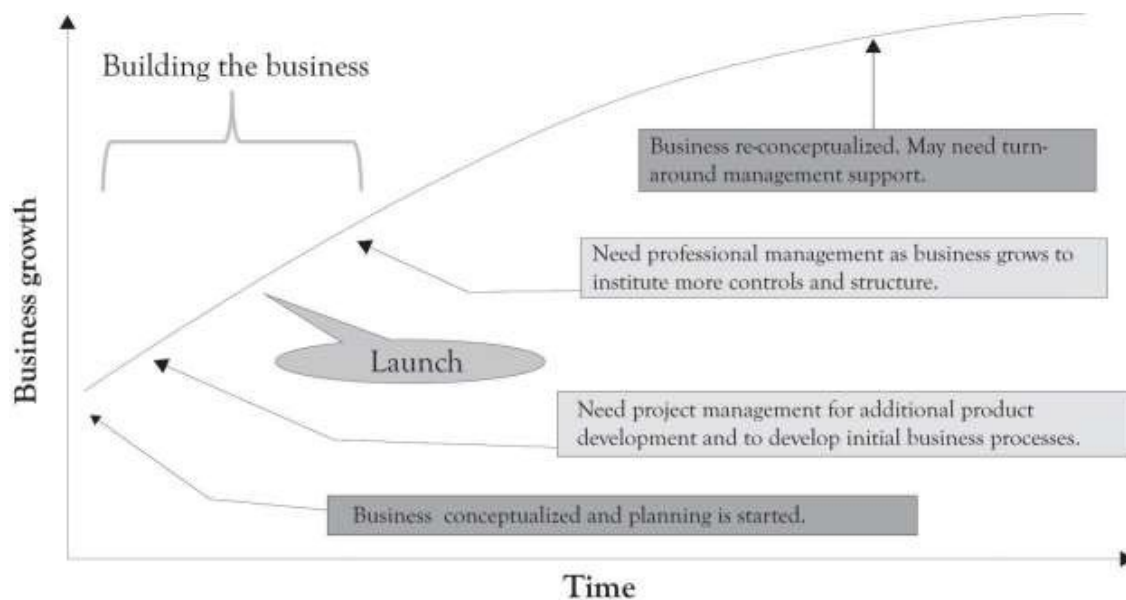 Building the business
Business re-conceptualized. May need turn-
around management support.
Need professional management as business grows to
institute more controls and structure.
Launch
Need project management for additional product
development and to develop initial business processes.
Business conceptualized and planning is started.
Business growth
Time